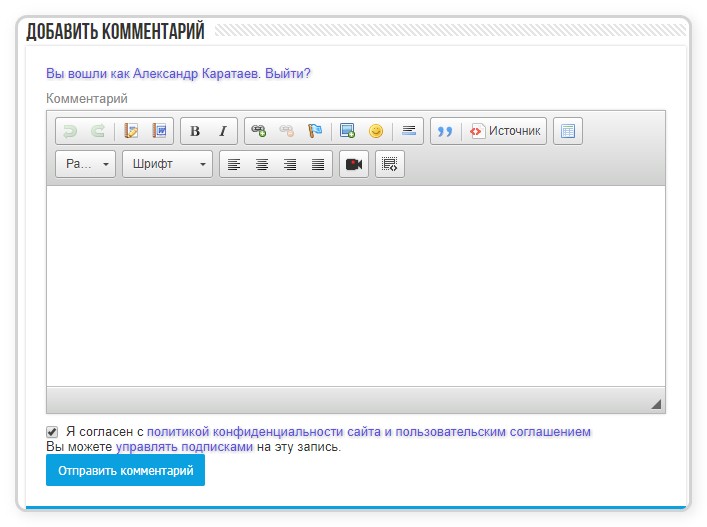 ДОБАВИТЬ КОММЕНТАРИЙ
Вы вошли как Александр Каратаев. Выйти?
Комментарий
B I Источник
Ра... Шрифт
Я согласен с политикой конфиденциальности сайта и пользовательским соглашением
Вы можете управлять подписками на эту запись.
Отправить комментарий